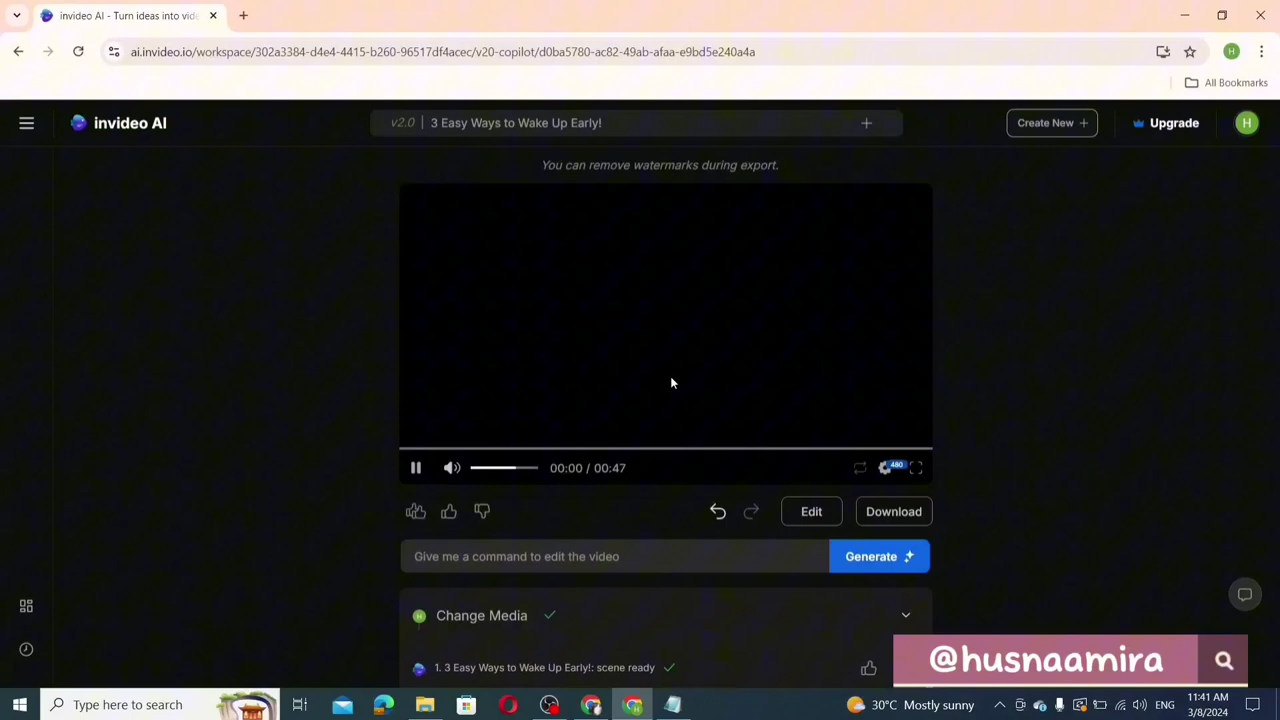 invideo AI - Turn ideas into vide
ai.invideo.io/workspace/302a3384-d4e4-4415-b260-96517df4acec/v20-copilot/d0ba5780-ac82-49ab-afaa-e9bd5e240a4a
H
All Bookmarks
invideo AI
v2.0 | 3 Easy Ways to Wake Up Early!
Create New +
Upgrade
H
You can remove watermarks during export.
00:00 / 00:47
480
Edit
Download
Give me a command to edit the video
Generate
H
Change Media
1. 3 Easy Ways to Wake Up Early!: scene ready
@husnaamira
Type here to search
30°C Mostly sunny
ENG
11:41 AM
3/8/2024